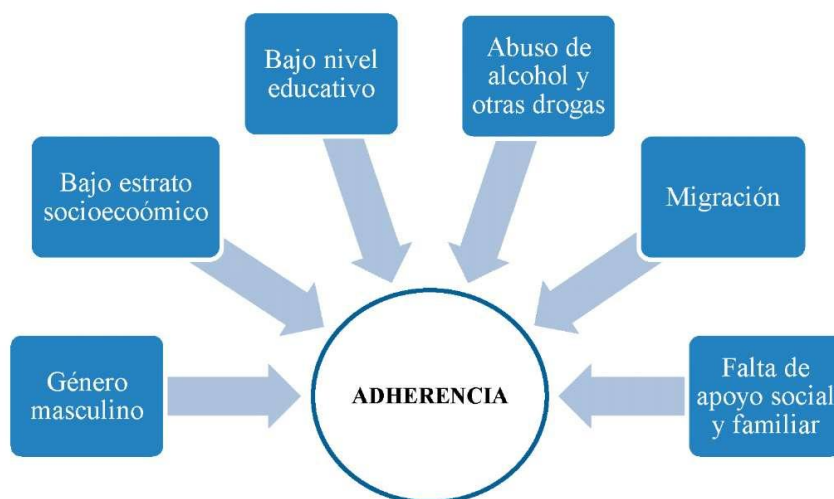 Bajo nivel
educativo
Abuso de
alcohol y
otras drogas
Bajo estrato
socioecoómico
Migración
Género
masculino
ADHERENCIA
Falta de
apoyo social
y familiar